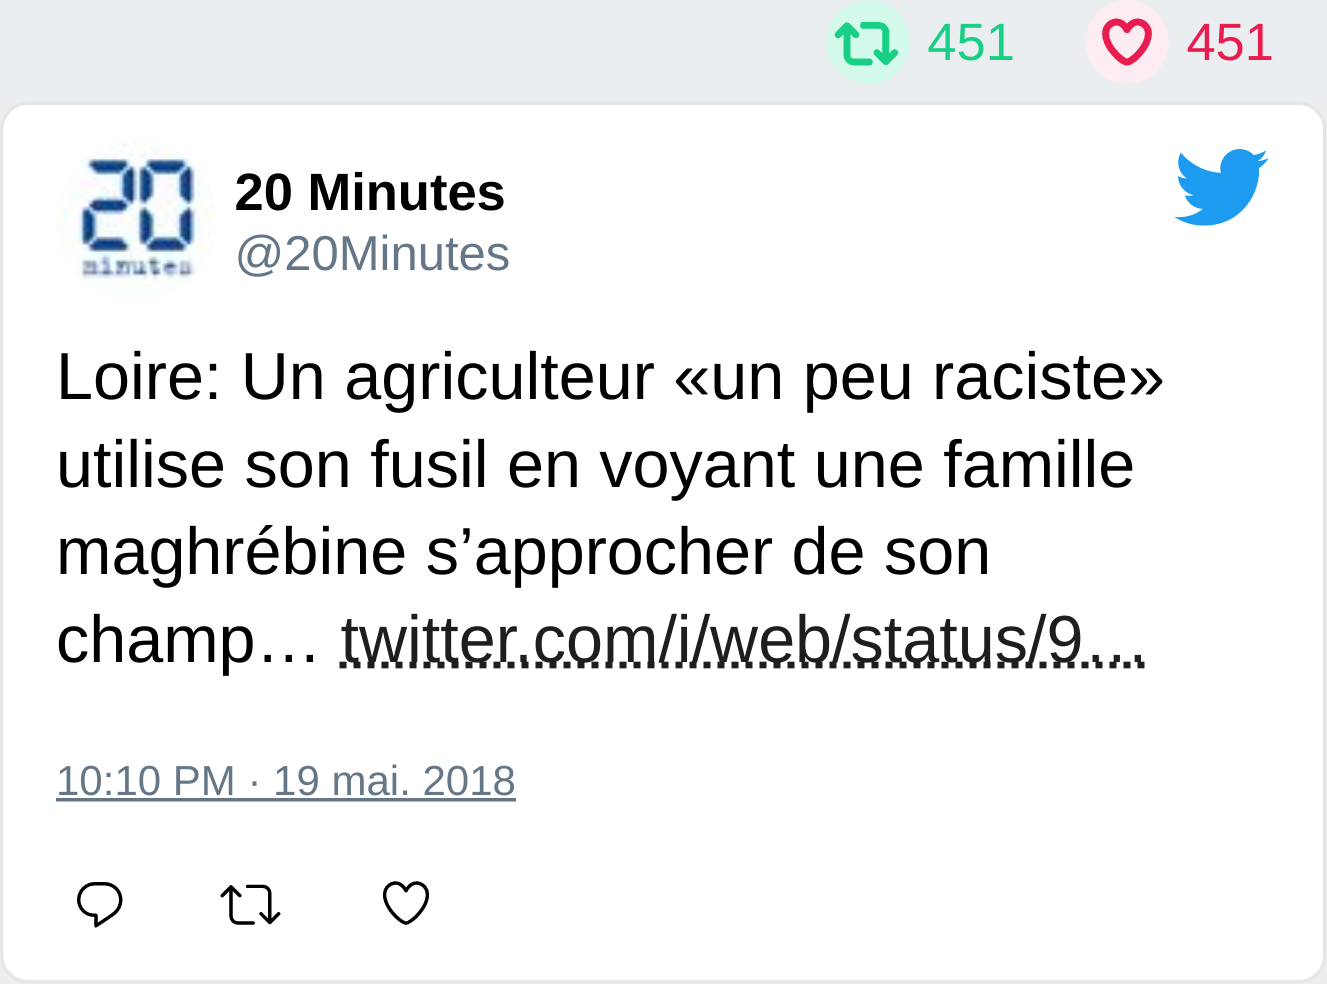 451 451
20 minutes
20 Minutes
@20Minutes
Loire: Un agriculteur «un peu raciste»
utilise son fusil en voyant une famille
maghrébine s’approcher de son
champ… twitter.com/i/web/status/9…
10:10 PM · 19 mai. 2018